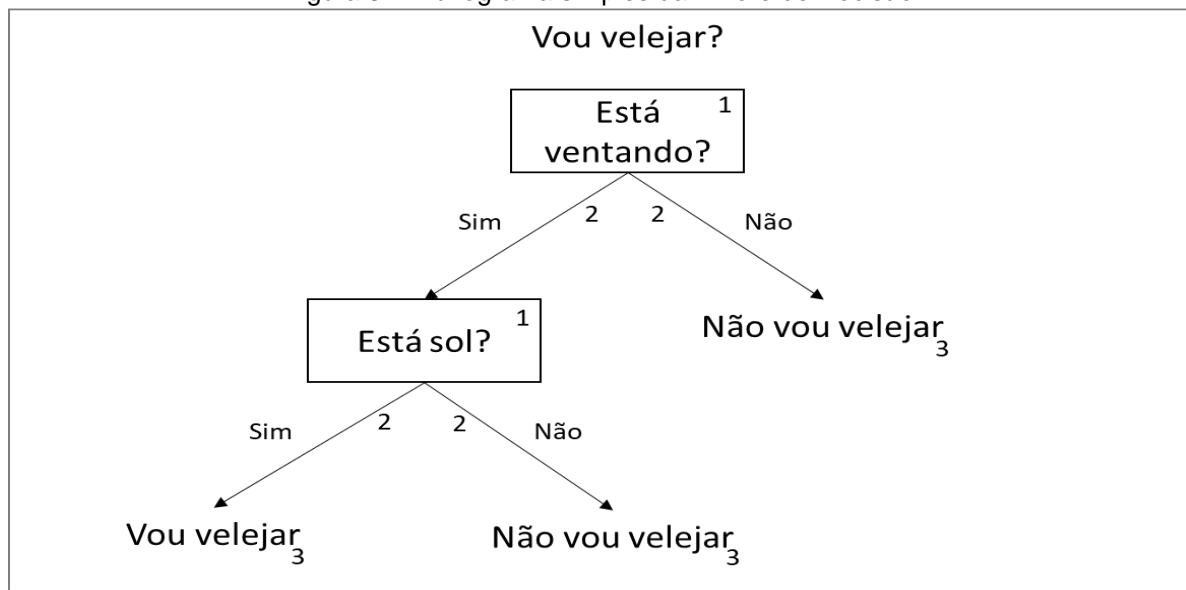 Vou velejar?
Está 1
ventando?
Sim 2 2 Não
Está sol? 1
Não vou velejar 3
Sim 2 2 Não
Vou velejar 3
Não vou velejar 3